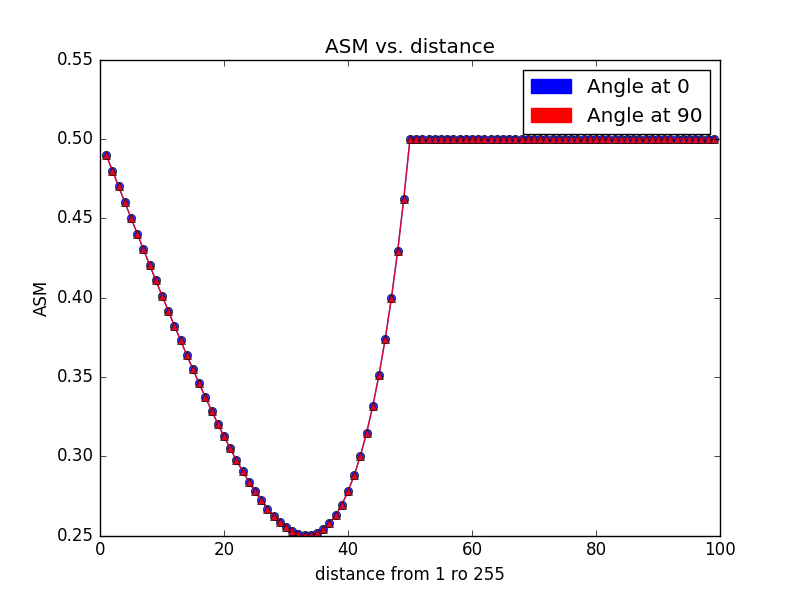 ASM vs. distance
Angle at 0
Angle at 90
0.55
0.50
0.45
0.40
0.35
0.30
0.25
ASM
0
20
40
60
80
100
distance from 1 ro 255